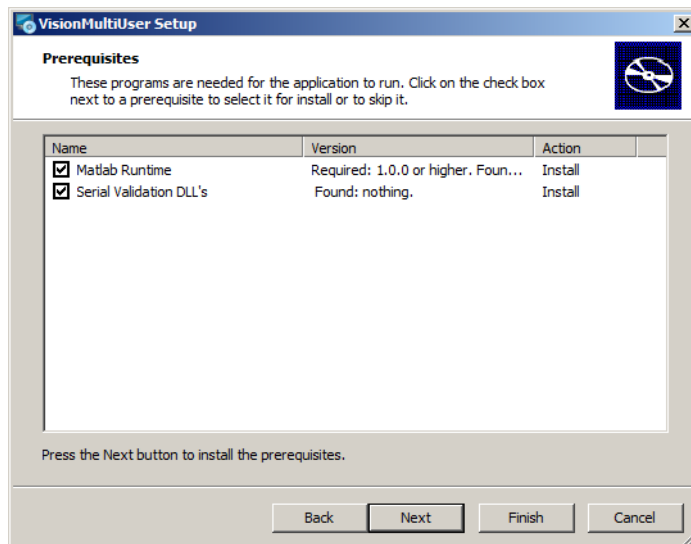 VisionMultiUser Setup
Prerequisites
These programs are needed for the application to run. Click on the check box
next to a prerequisite to select it for install or to skip it.
Name Version Action
Matlab Runtime Required: 1.0.0 or higher. Foun... Install
Serial Validation DLL's Found: nothing. Install
Press the Next button to install the prerequisites.
Back Next Finish Cancel